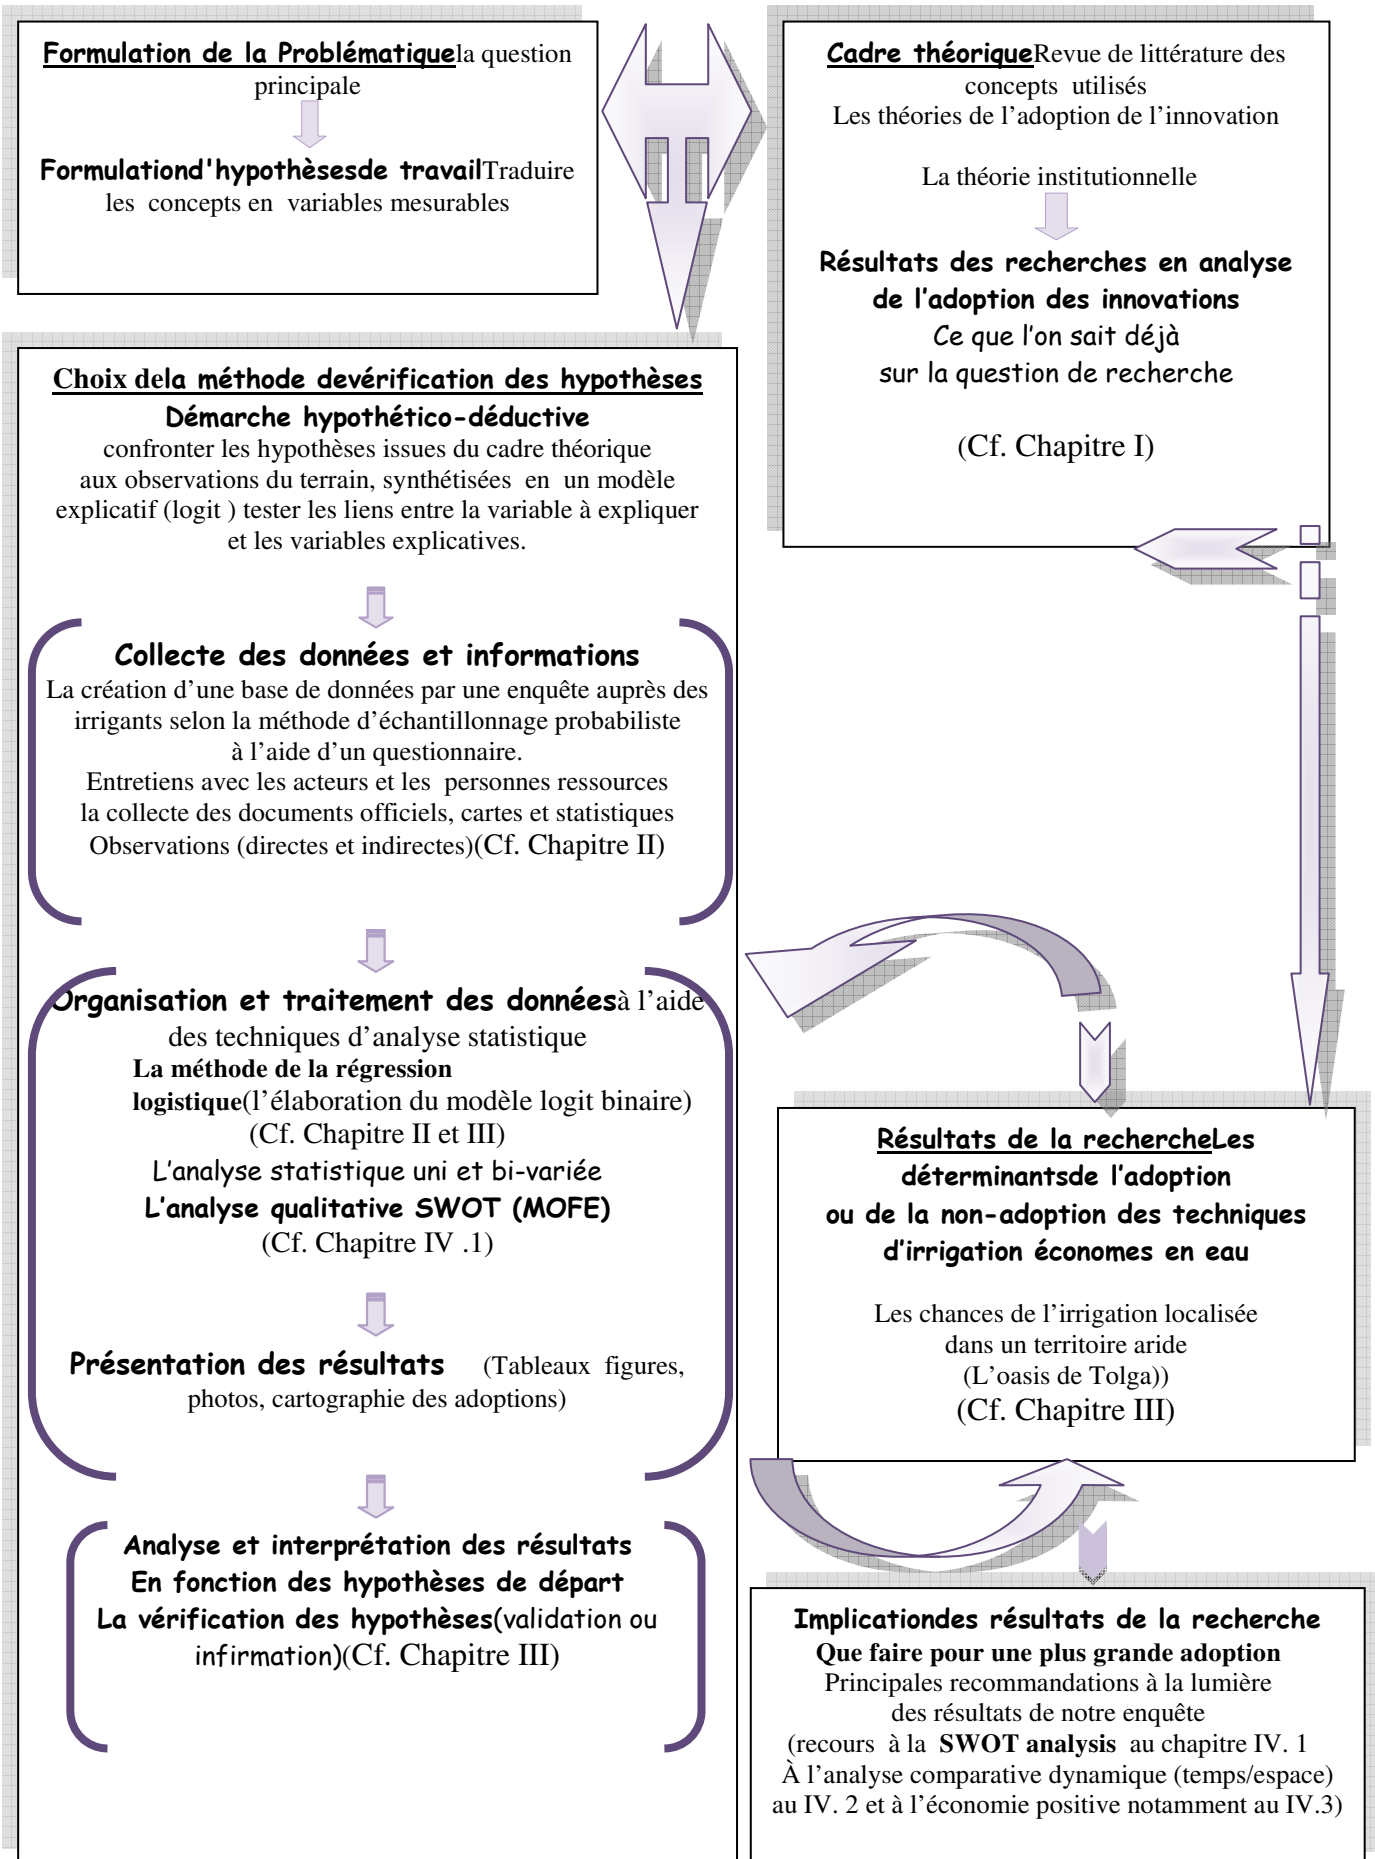 Formulation de la Problématiquela question
principale
Formulationd'hypothèsesde travailTraduire
les concepts en variables mesurables
Cadre théoriqueRevue de littérature des
concepts utilisés
Les théories de l'adoption de l'innovation
La théorie institutionnelle
Résultats des recherches en analyse
de l'adoption des innovations
Ce que l'on sait déjà
sur la question de recherche
(Cf. Chapitre I)
Choix dela méthode devérification des hypothèses
Démarche hypothético-déductive
confronter les hypothèses issues du cadre théorique
aux observations du terrain, synthétisées en un modèle
explicatif (logit ) tester les liens entre la variable à expliquer
et les variables explicatives.
Collecte des données et informations
La création d'une base de données par une enquête auprès des
irrigants selon la méthode d'échantillonnage probabiliste
à l'aide d'un questionnaire.
Entretiens avec les acteurs et les personnes ressources
la collecte des documents officiels, cartes et statistiques
Observations (directes et indirectes)(Cf. Chapitre II)
Organisation et traitement des donnéesà l'aide
des techniques d'analyse statistique
La méthode de la régression
logistique(l'élaboration du modèle logit binaire)
(Cf. Chapitre II et III)
L'analyse statistique uni et bi-variée
L'analyse qualitative SWOT (MOFE)
(Cf. Chapitre IV .1)
Présentation des résultats (Tableaux figures,
photos, cartographie des adoptions)
Analyse et interprétation des résultats
En fonction des hypothèses de départ
La vérification des hypothèses(validation ou
infirmation)(Cf. Chapitre III)
Résultats de la rechercheLes
déterminantsde l'adoption
ou de la non-adoption des techniques
d'irrigation économes en eau
Les chances de l'irrigation localisée
dans un territoire aride
(L'oasis de Tolga))
(Cf. Chapitre III)
Implicationdes résultats de la recherche
Que faire pour une plus grande adoption
Principales recommandations à la lumière
des résultats de notre enquête
(recours à la SWOT analysis au chapitre IV. 1
À l'analyse comparative dynamique (temps/espace)
au IV. 2 et à l'économie positive notamment au IV.3)